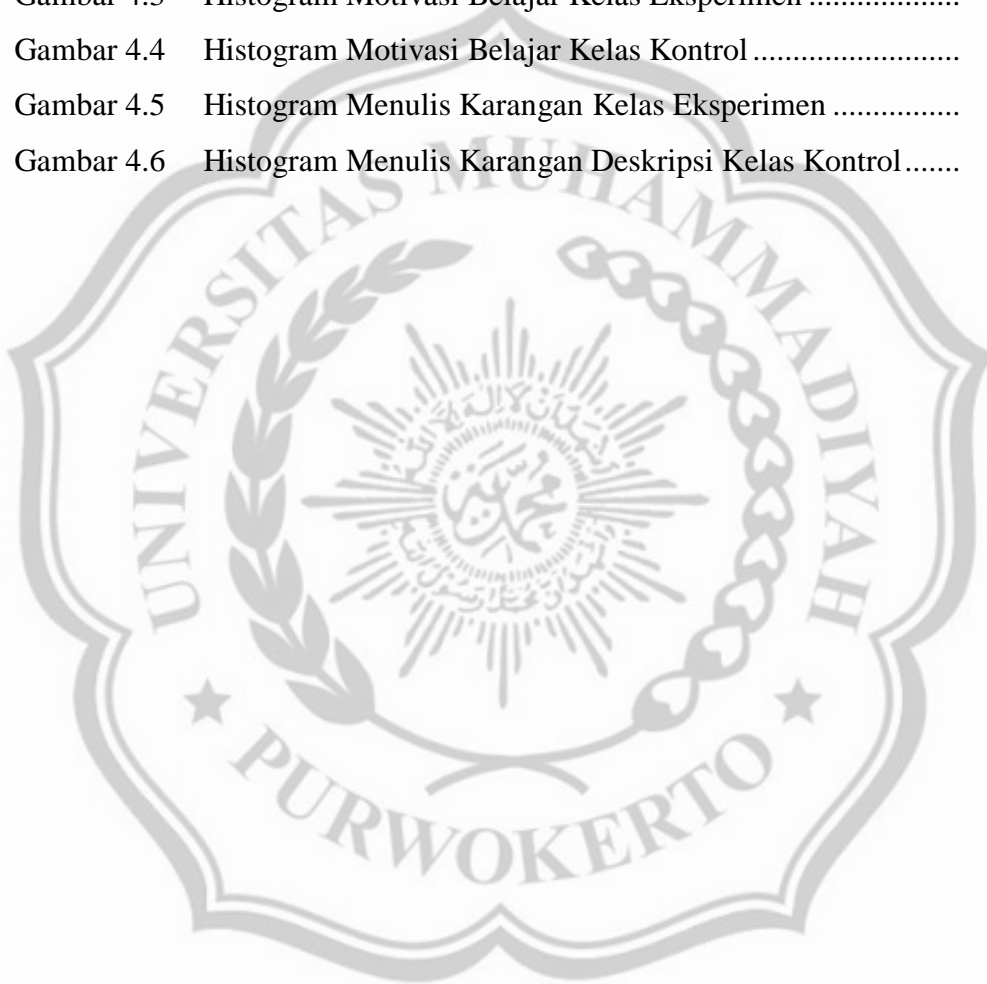 Gambar 4.3 Histogram Motivasi Belajar Kelas Eksperimen ..................
Gambar 4.4 Histogram Motivasi Belajar Kelas Kontrol .........................
Gambar 4.5 Histogram Menulis Karangan Kelas Eksperimen ...............
Gambar 4.6 Histogram Menulis Karangan Deskripsi Kelas Kontrol.......
UNIVERSITAS MUHAMMADIYAH
محمد
PURWOKERTO